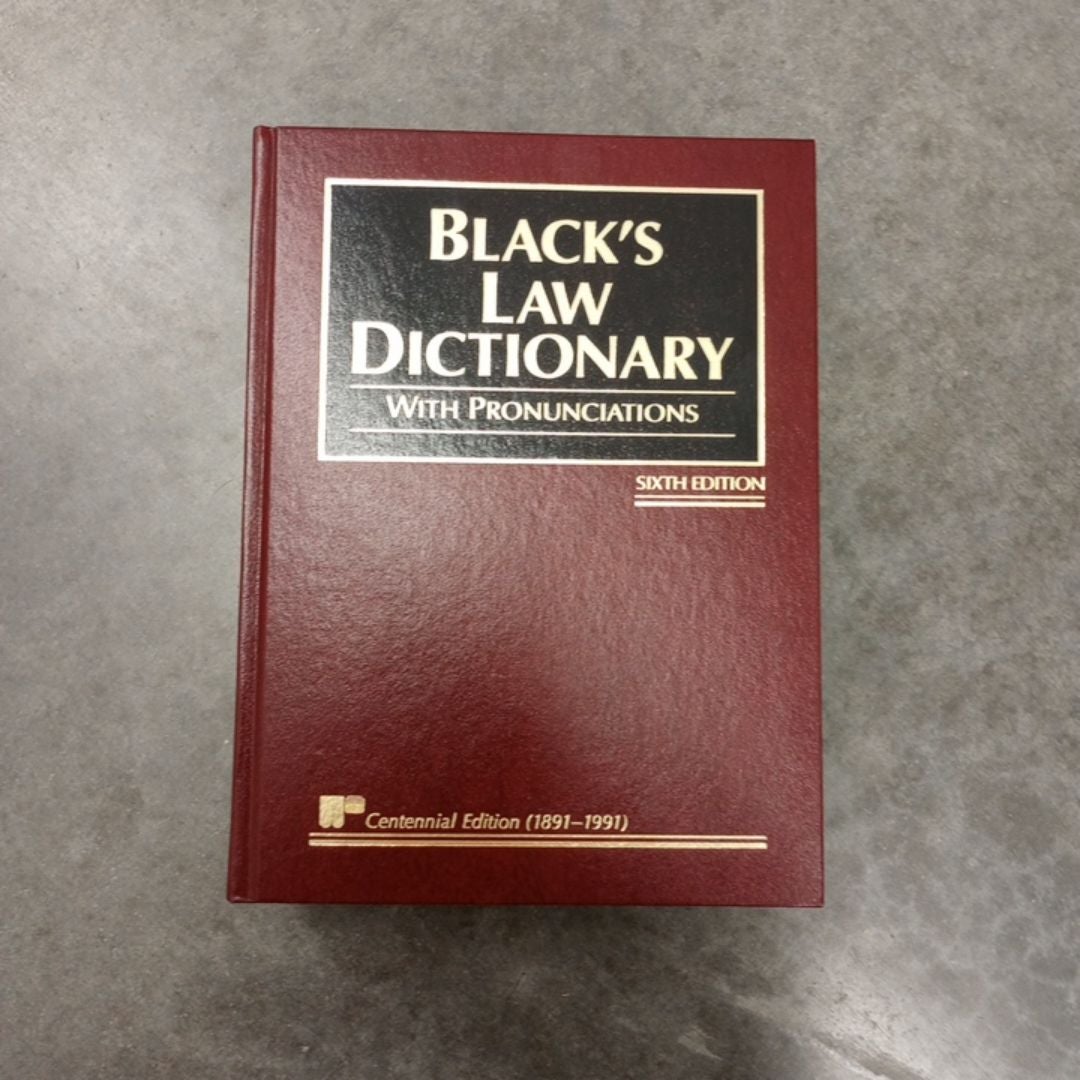 BLACK'S
LAW
DICTIONARY
WITH PRONUNCIATIONS
SIXTH EDITION
Centennial Edition (1891–1991)